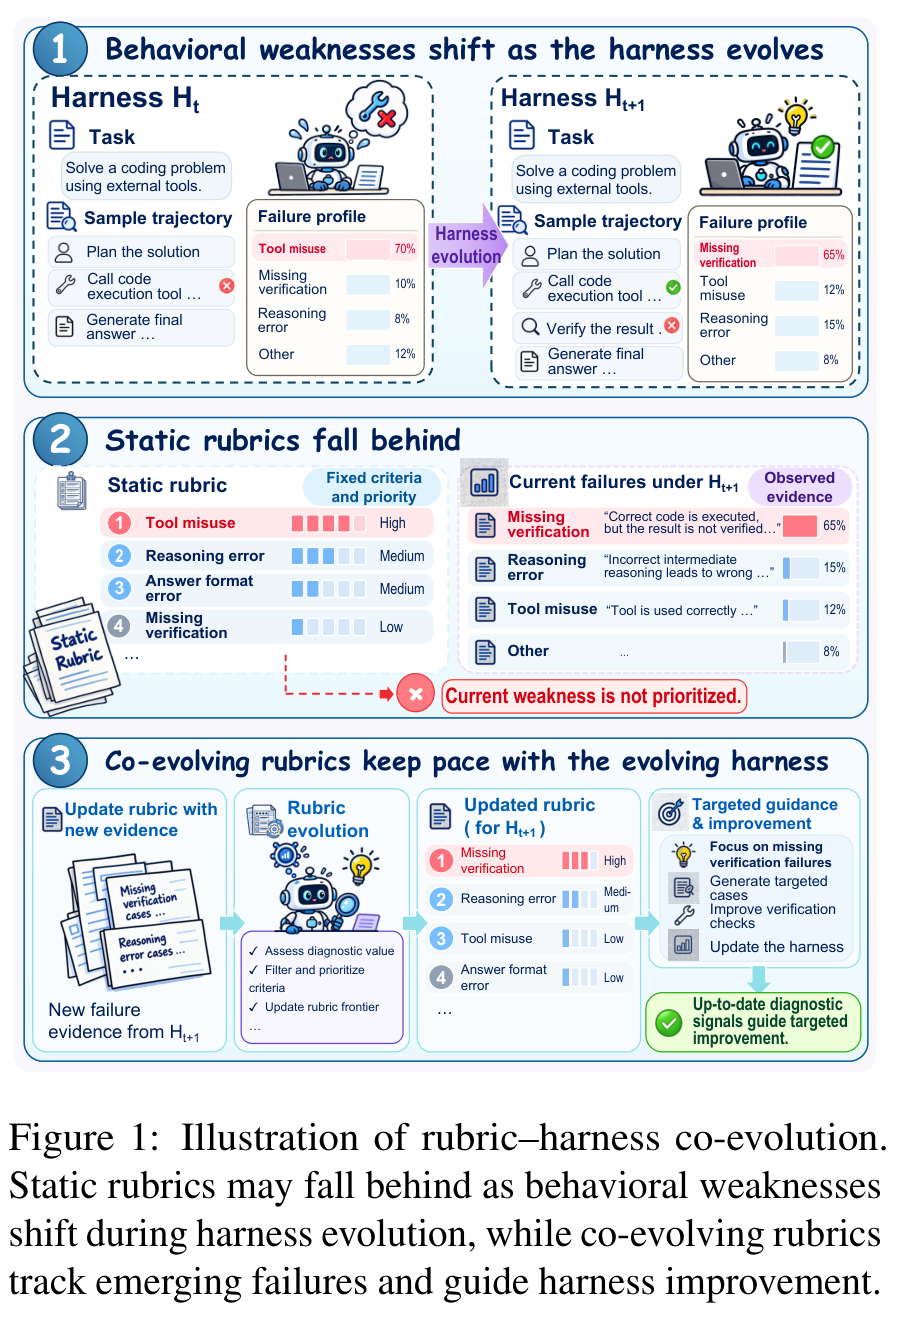 1
Behavioral weaknesses shift as the harness evolves
Harness Ht
Task
Solve a coding problem
using external tools.
Sample trajectory
Plan the solution
Call code
execution tool ...
Generate final
answer ...
Failure profile
Tool misuse 70%
Missing
verification 10%
Reasoning
error 8%
Other 12%
Harness
evolution
Harness Ht+1
Task
Solve a coding problem
using external tools.
Sample trajectory
Plan the solution
Call code
execution tool ...
Verify the result .
Generate final
answer ...
Failure profile
Missing
verification 65%
Tool
misuse 12%
Reasoning
error 15%
Other 8%
2
Static rubrics fall behind
Static rubric
Fixed criteria
and priority
1 Tool misuse High
2 Reasoning error Medium
3 Answer format
error Medium
4 Missing
verification Low
...
Static
Rubric
Current failures under Ht+1
Observed
evidence
Missing
verification “Correct code is executed,
but the result is not verified...” 65%
Reasoning
error “Incorrect intermediate
reasoning leads to wrong ...” 15%
Tool misuse “Tool is used correctly ...” 12%
Other ... 8%
Current weakness is not prioritized.
3
Co-evolving rubrics keep pace with the evolving harness
Update rubric with
new evidence
Missing
verification
cases ...
Reasoning
error cases ...
...
New failure
evidence from Ht+1
Rubric
evolution
✓ Assess diagnostic value
✓ Filter and prioritize
criteria
✓ Update rubric frontier
...
Updated rubric
( for Ht+1 )
1 Missing
verification High
2 Reasoning error Medi-
um
3 Tool misuse Low
4 Answer format
error Low
...
Targeted guidance
& improvement
Focus on missing
verification failures
Generate targeted
cases
Improve verification
checks
Update the harness
Up-to-date diagnostic
signals guide targeted
improvement.
Figure 1: Illustration of rubric–harness co-evolution.
Static rubrics may fall behind as behavioral weaknesses
shift during harness evolution, while co-evolving rubrics
track emerging failures and guide harness improvement.